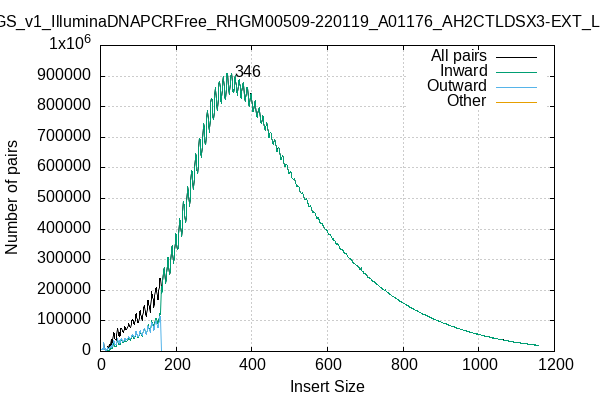 GS_v1_IlluminaDNAPCRFree_RHGM00509-220119_A01176_AH2CTLDSX3-EXT_L
1x10⁶
900000
800000
700000
600000
500000
400000
300000
200000
100000
0
Number of pairs
346
All pairs
Inward
Outward
Other
0 200 400 600 800 1000 1200
Insert Size